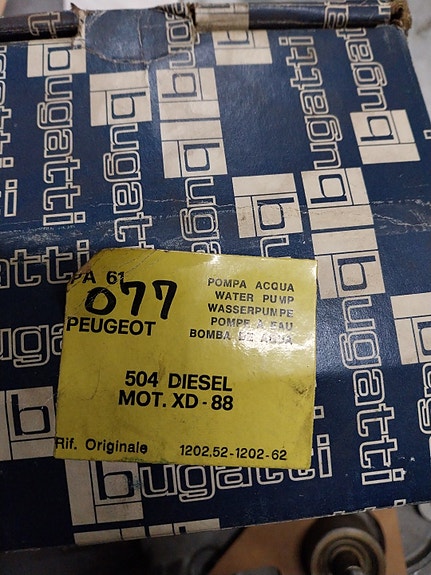 bugatti
bugatti
bugatti
bugatti
PA 61
077
PEUGEOT
POMPA ACQUA
WATER PUMP
WASSERPUMPE
POMPE A EAU
BOMBA DE AGUA
504 DIESEL
MOT. XD-88
Rif. Originale 1202.52-1202-62
bugatti